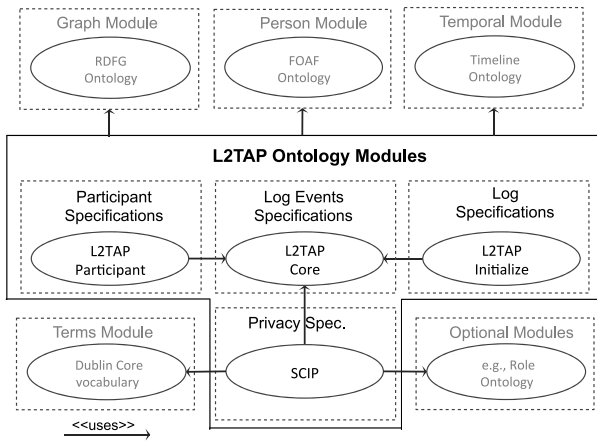 Graph Module
RDFG
Ontology
Person Module
FOAF
Ontology
Temporal Module
Timeline
Ontology
L2TAP Ontology Modules
Participant
Specifications
L2TAP
Participant
Log Events
Specifications
L2TAP
Core
Log
Specifications
L2TAP
Initialize
Terms Module
Dublin Core
vocabulary
Privacy Spec.
SCIP
Optional Modules
e.g., Role
Ontology
<<uses>>